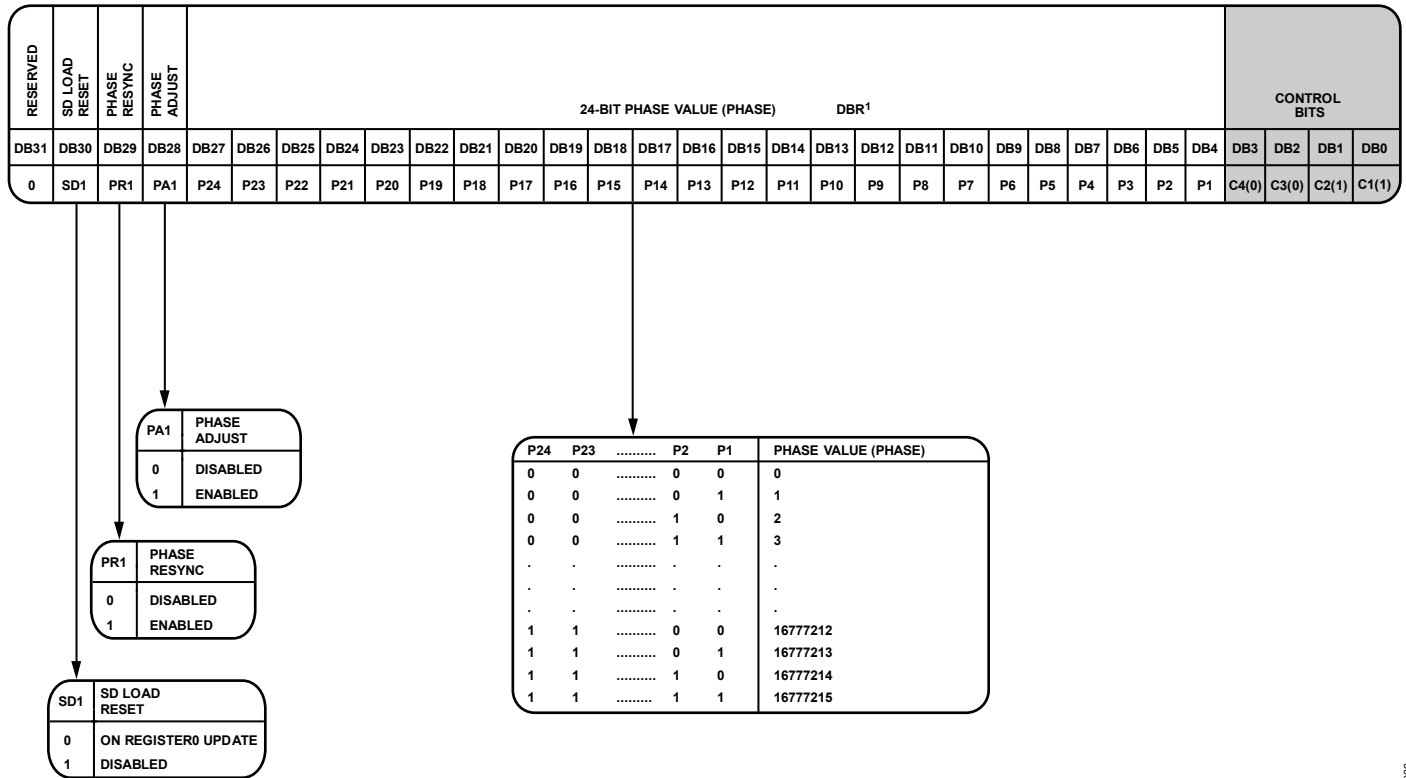 RESERVED
SD LOAD
RESET
PHASE
RESYNC
PHASE
ADJUST
24-BIT PHASE VALUE (PHASE) DBR1
CONTROL
BITS
DB31 DB30 DB29 DB28 DB27 DB26 DB25 DB24 DB23 DB22 DB21 DB20 DB19 DB18 DB17 DB16 DB15 DB14 DB13 DB12 DB11 DB10 DB9 DB8 DB7 DB6 DB5 DB4 DB3 DB2 DB1 DB0
0 SD1 PR1 PA1 P24 P23 P22 P21 P20 P19 P18 P17 P16 P15 P14 P13 P12 P11 P10 P9 P8 P7 P6 P5 P4 P3 P2 P1 C4(0) C3(0) C2(1) C1(1)
PA1 PHASE
ADJUST
0 DISABLED
1 ENABLED
PR1 PHASE
RESYNC
0 DISABLED
1 ENABLED
SD1 SD LOAD
RESET
0 ON REGISTER0 UPDATE
1 DISABLED
P24 P23 .......... P2 P1 PHASE VALUE (PHASE)
0 0 .......... 0 0 0
0 0 .......... 0 1 1
0 0 .......... 1 0 2
0 0 .......... 1 1 3
. . .......... . . .
. . .......... . . .
. . .......... . . .
1 1 .......... 0 0 16777212
1 1 .......... 0 1 16777213
1 1 .......... 1 0 16777214
1 1 ......... 1 1 16777215